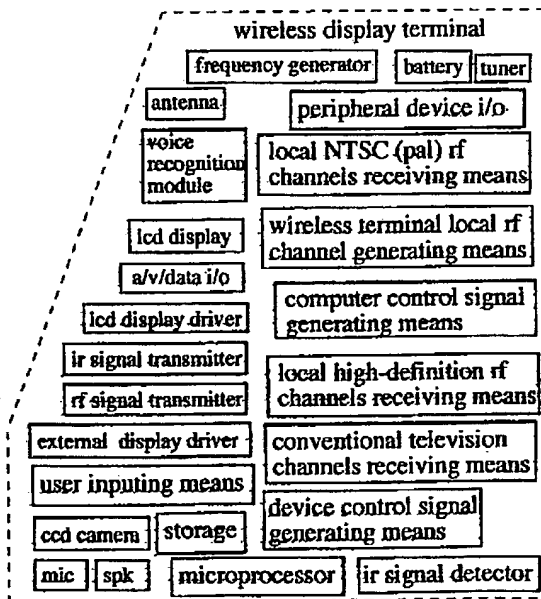 wireless display terminal
frequency generator
battery
tuner
antenna
peripheral device i/o
voice
recognition
module
local NTSC (pal) rf
channels receiving means
lcd display
wireless terminal local rf
channel generating means
a/v/data i/o
computer control signal
generating means
lcd display driver
ir signal transmitter
local high-definition rf
channels receiving means
rf signal transmitter
external display driver
conventional television
channels receiving means
user inputing means
device control signal
generating means
ccd camera
storage
mic
spk
microprocessor
ir signal detector